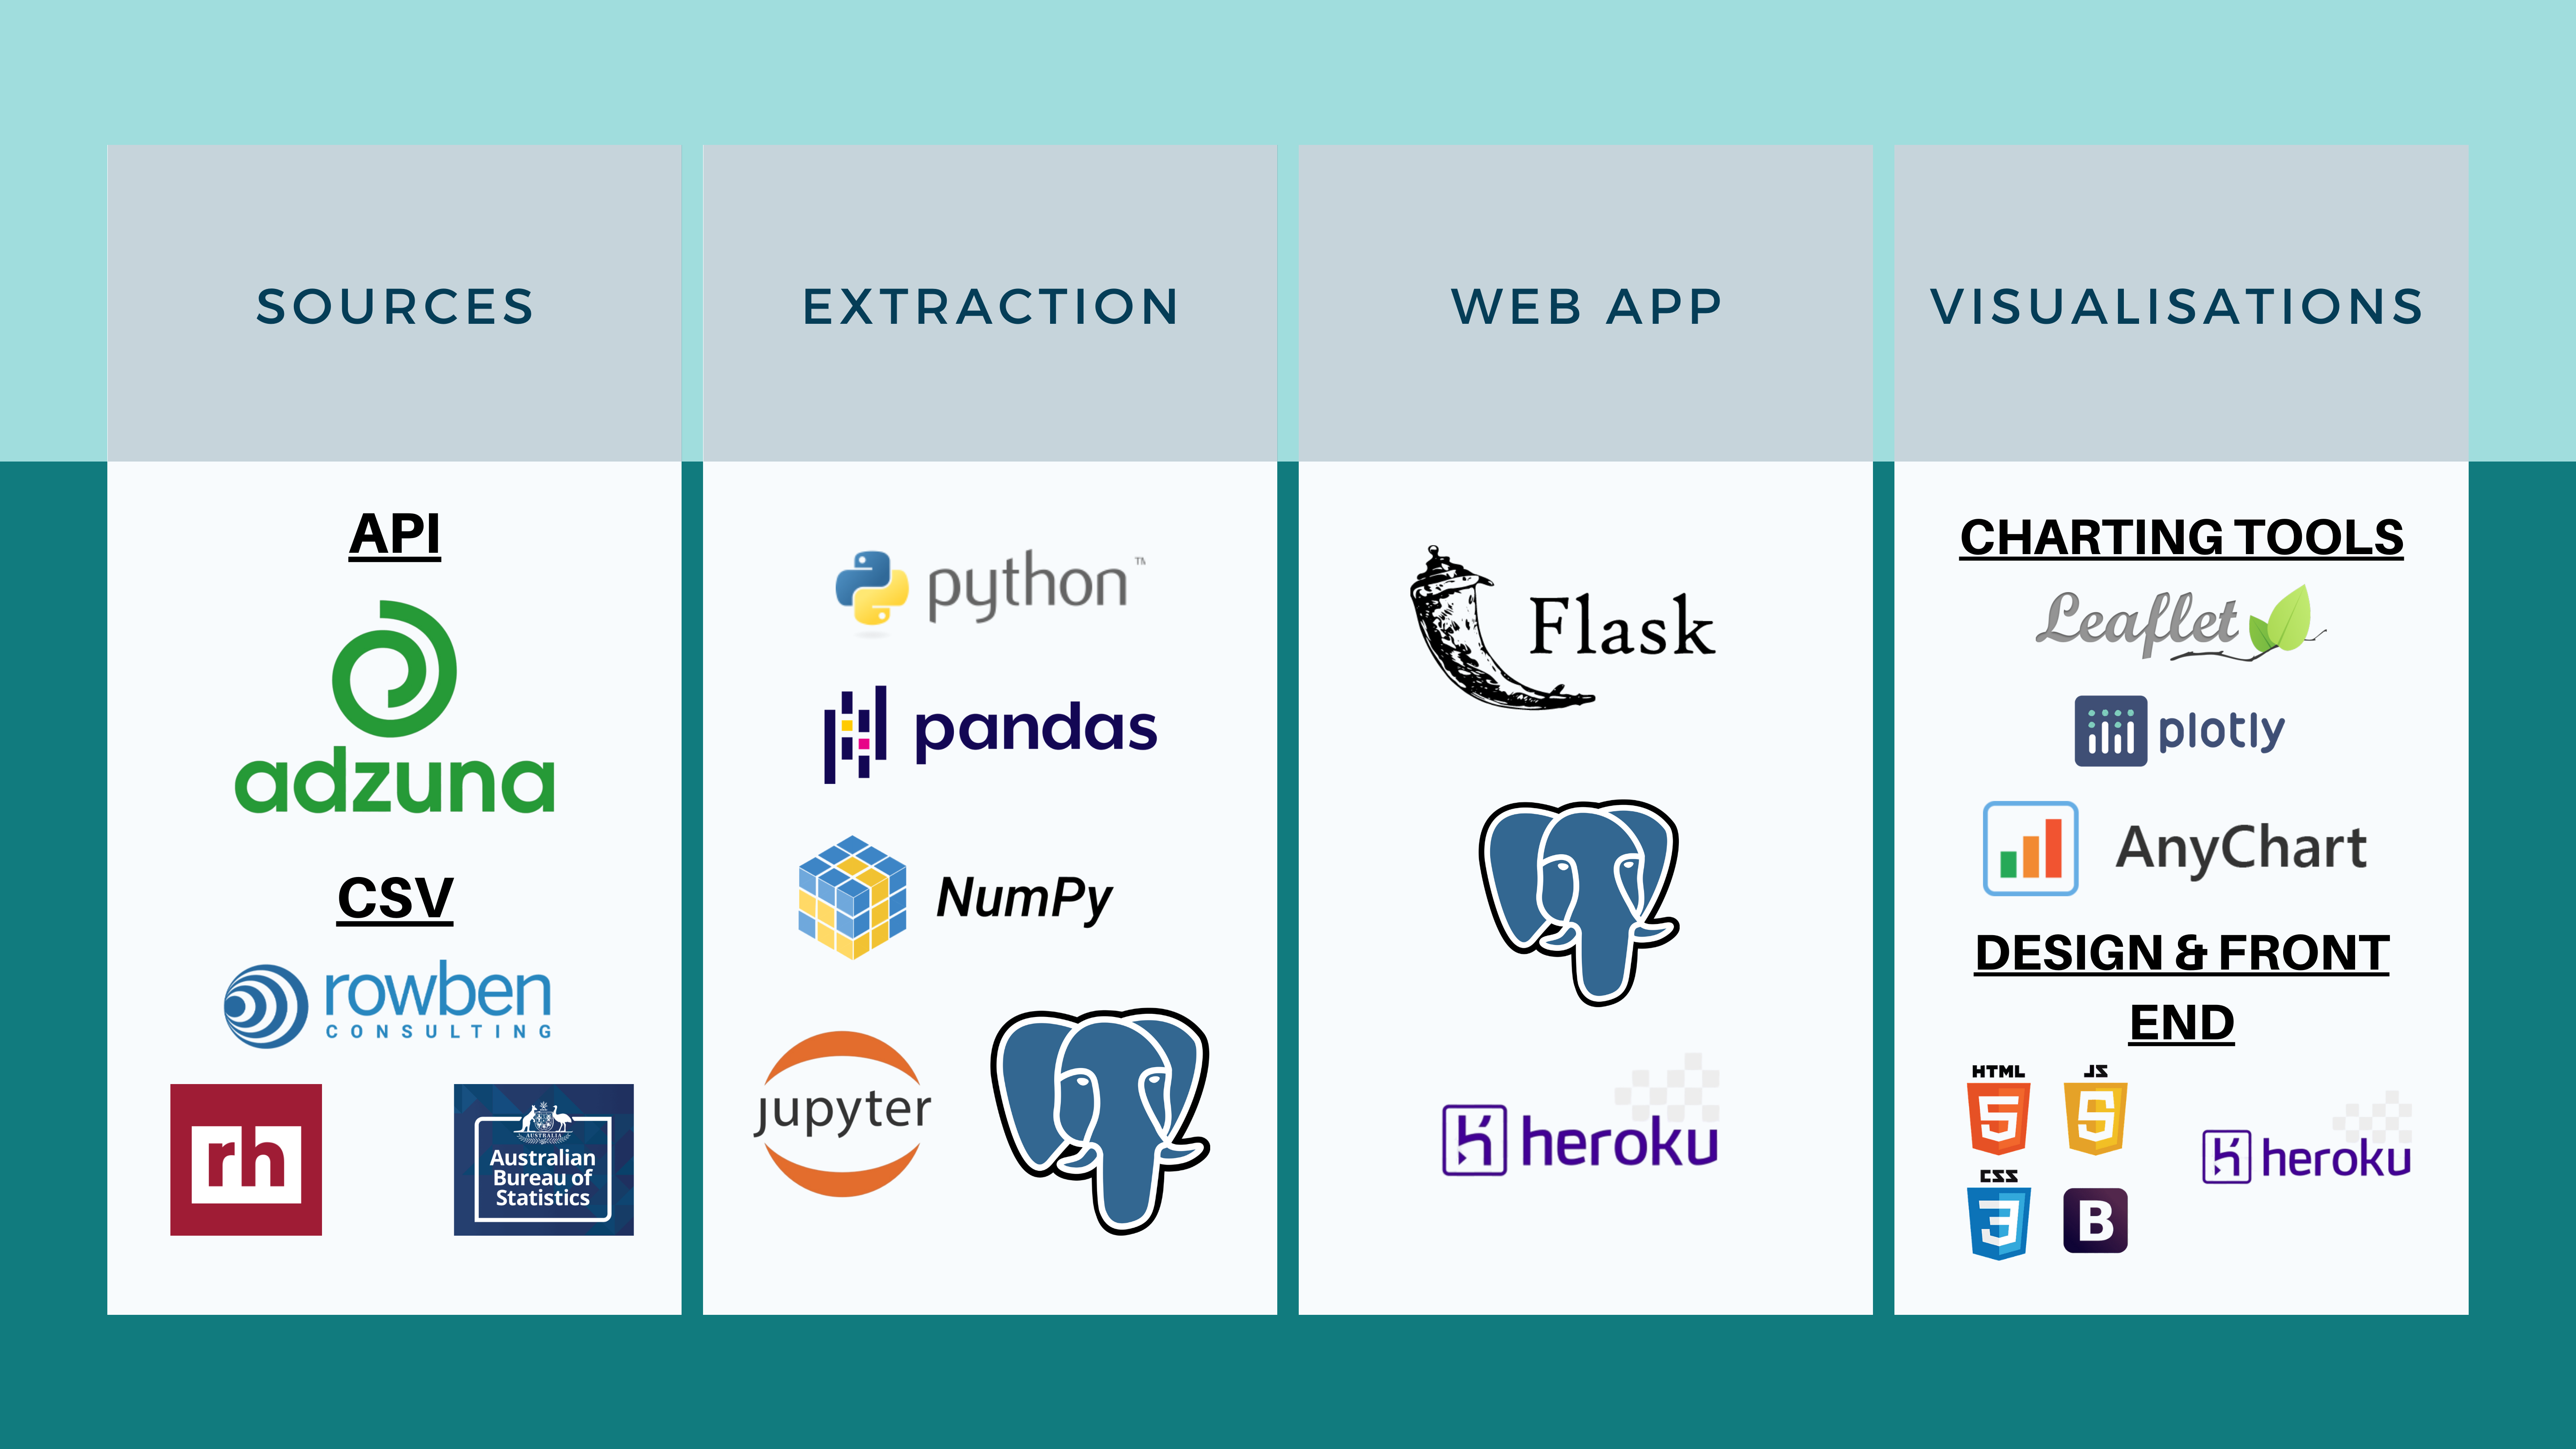 SOURCES
API
adzuna
CSV
rowben
CONSULTING
rh
AUSTRALIA
Australian
Bureau of
Statistics
EXTRACTION
python™
pandas
NumPy
jupyter
WEB APP
Flask
heroku
VISUALISATIONS
CHARTING TOOLS
Leaflet
plotly
AnyChart
DESIGN & FRONT
END
HTML
5
JS
CSS
3
B
heroku